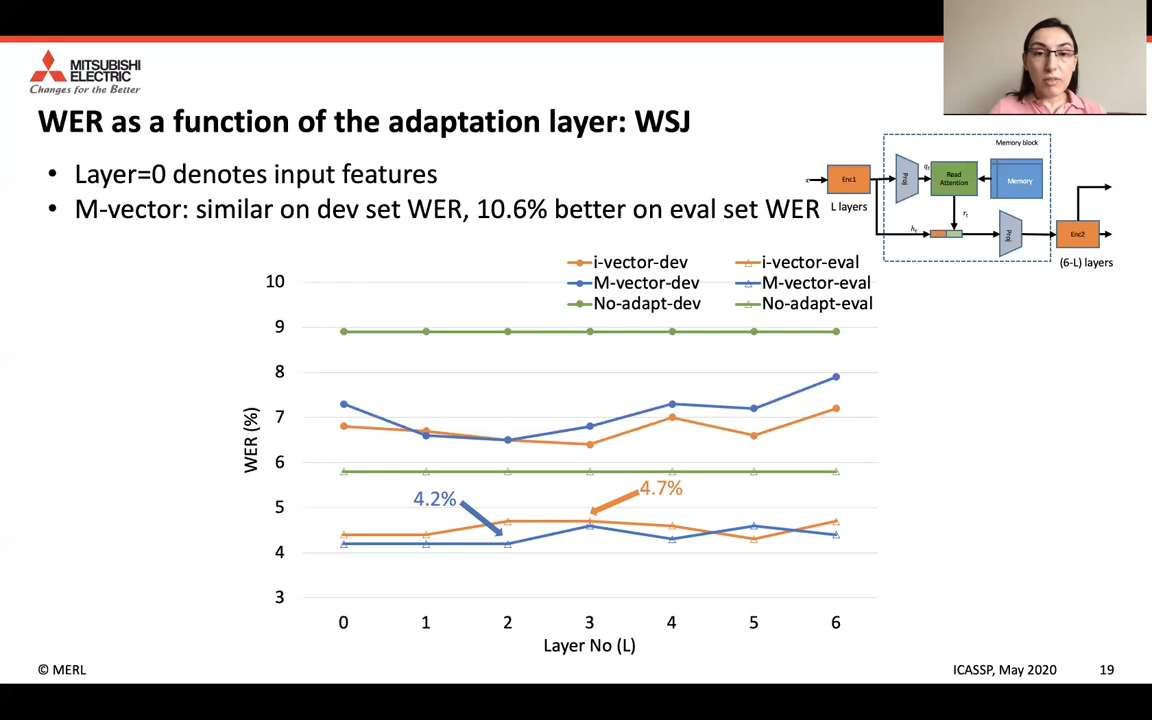 MITSUBISHI
ELECTRIC
Changes for the Better
WER as a function of the adaptation layer: WSJ
• Layer=0 denotes input features
• M-vector: similar on dev set WER, 10.6% better on eval set WER
Memory block
x
Enc1
L layers
Proj
qt
Read
Attention
Memory
rt
ht
Proj
Enc2
(6-L) layers
i-vector-dev
i-vector-eval
M-vector-dev
M-vector-eval
No-adapt-dev
No-adapt-eval
WER (%)
10
9
8
7
6
5
4
3
4.2%
4.7%
0 1 2 3 4 5 6
Layer No (L)
© MERL
ICASSP, May 2020
19